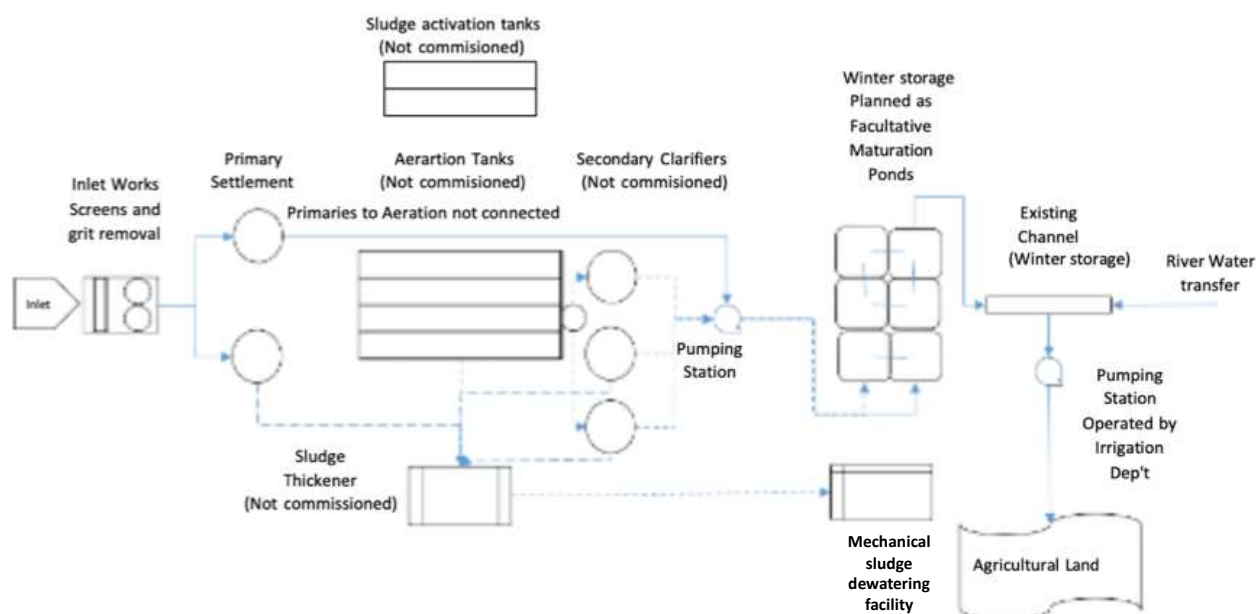 Sludge activation tanks
(Not commisioned)
Winter storage
Planned as
Facultative
Maturation
Ponds
Primary
Settlement
Aerartion Tanks
(Not commisioned)
Secondary Clarifiers
(Not commisioned)
Inlet Works
Screens and
grit removal
Primaries to Aeration not connected
Existing
Channel
(Winter storage)
River Water
transfer
Inlet
Pumping
Station
Pumping
Station
Operated by
Irrigation
Dep't
Sludge
Thickener
(Not commissioned)
Mechanical
sludge
dewatering
facility
Agricultural Land